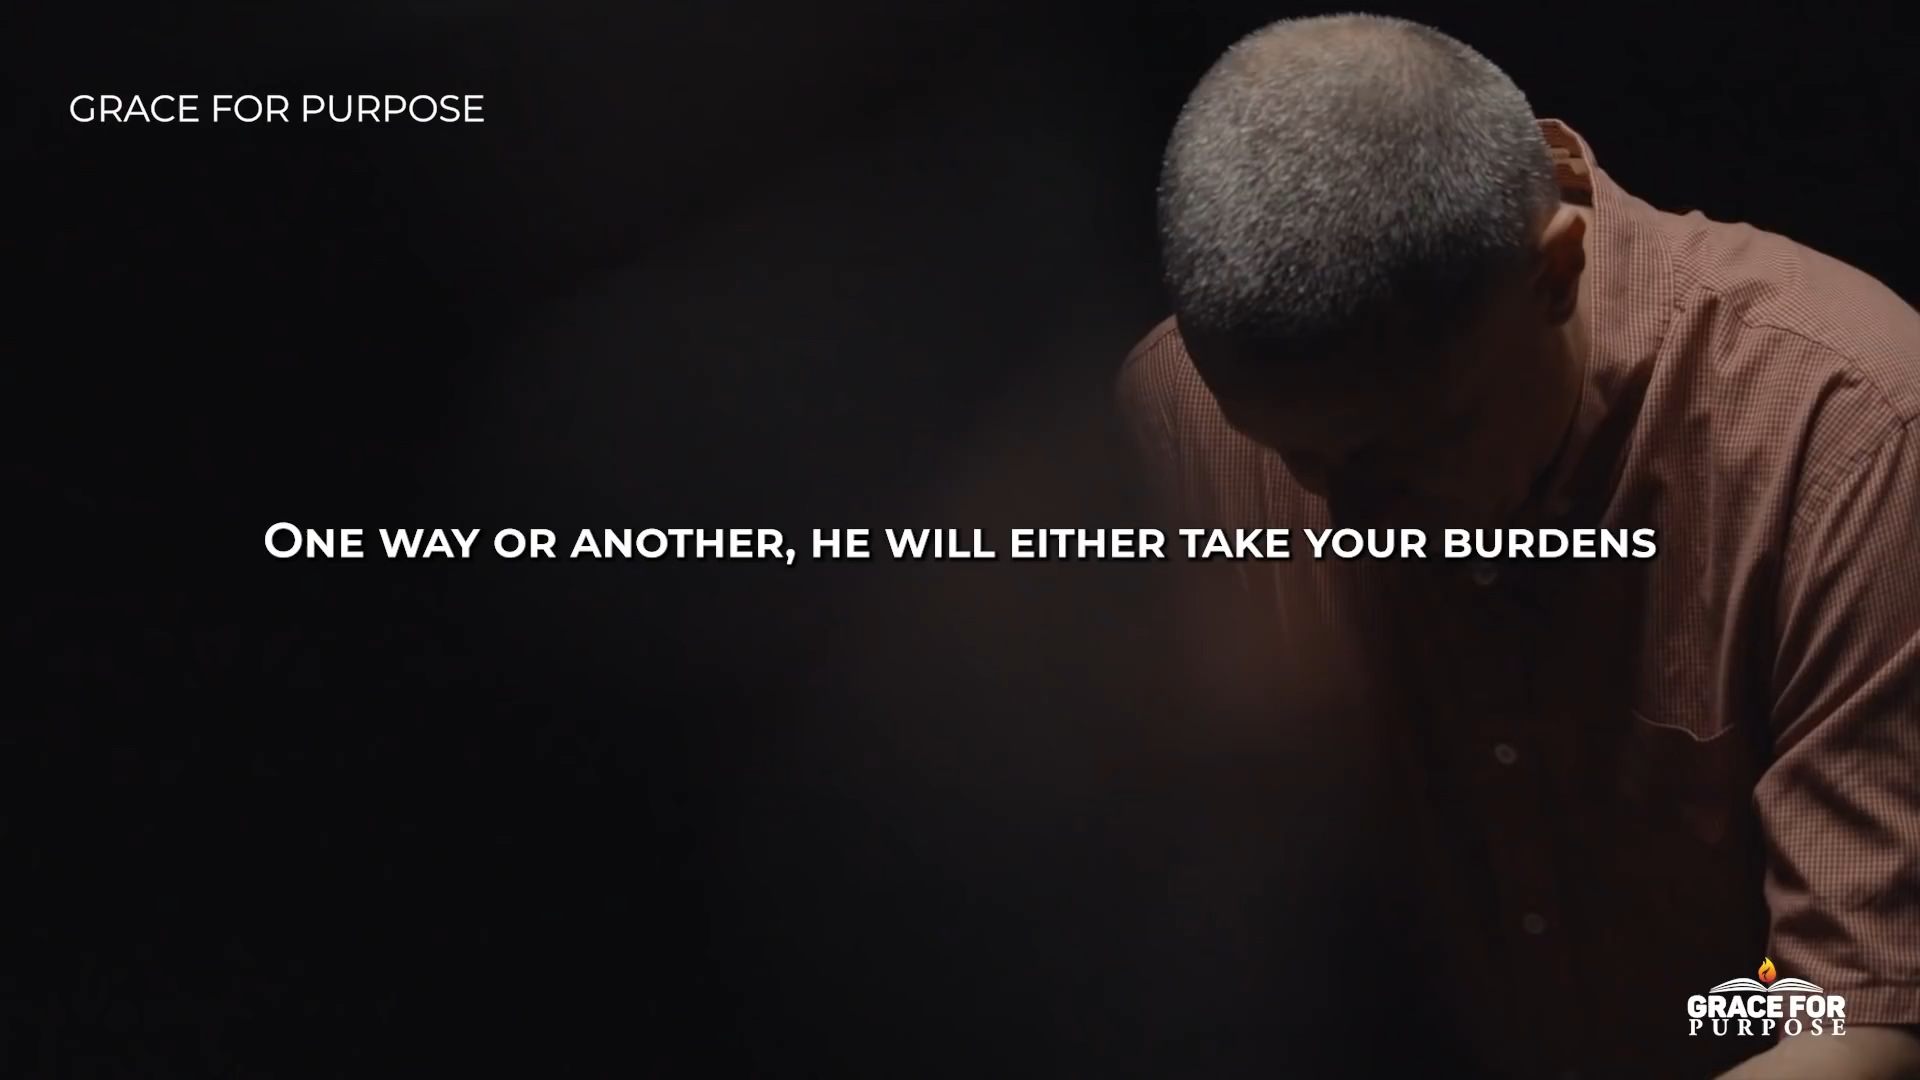 GRACE FOR PURPOSE
One way or another, he will either take your burdens
GRACE FOR
PURPOSE